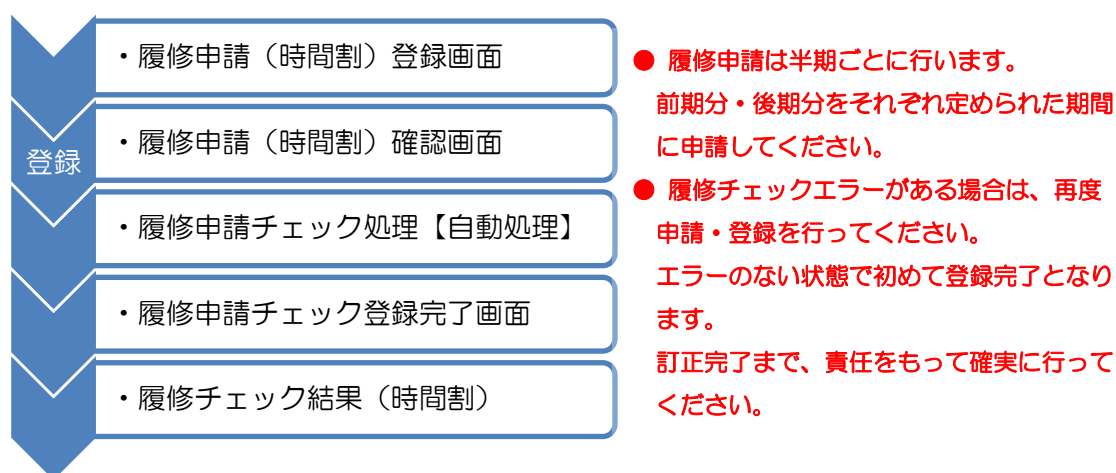 ・履修申請（時間割）登録画面
登録
・履修申請（時間割）確認画面
・履修申請チェック処理【自動処理】
・履修申請チェック登録完了画面
・履修チェック結果（時間割）
● 履修申請は半期ごとに行います。
前期分・後期分をそれぞれ定められた期間
に申請してください。
● 履修チェックエラーがある場合は、再度
申請・登録を行ってください。
エラーのない状態で初めて登録完了となり
ます。
訂正完了まで、責任をもって確実に行って
ください。